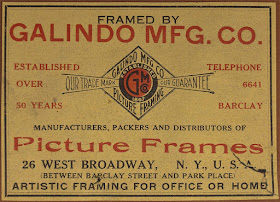 FRAMED BY
GALINDO MFG. CO.
ESTABLISHED
OVER
50 YEARS
GALINDO MFG CO
OUR TRADE MARK
GMCo
OUR GUARANTEE
PICTURE FRAMING
TELEPHONE
6641
BARCLAY
MANUFACTURERS, PACKERS AND DISTRIBUTORS OF
Picture Frames
26 WEST BROADWAY, N. Y., U. S. A.
(BETWEEN BARCLAY STREET AND PARK PLACE)
ARTISTIC FRAMING FOR OFFICE OR HOME